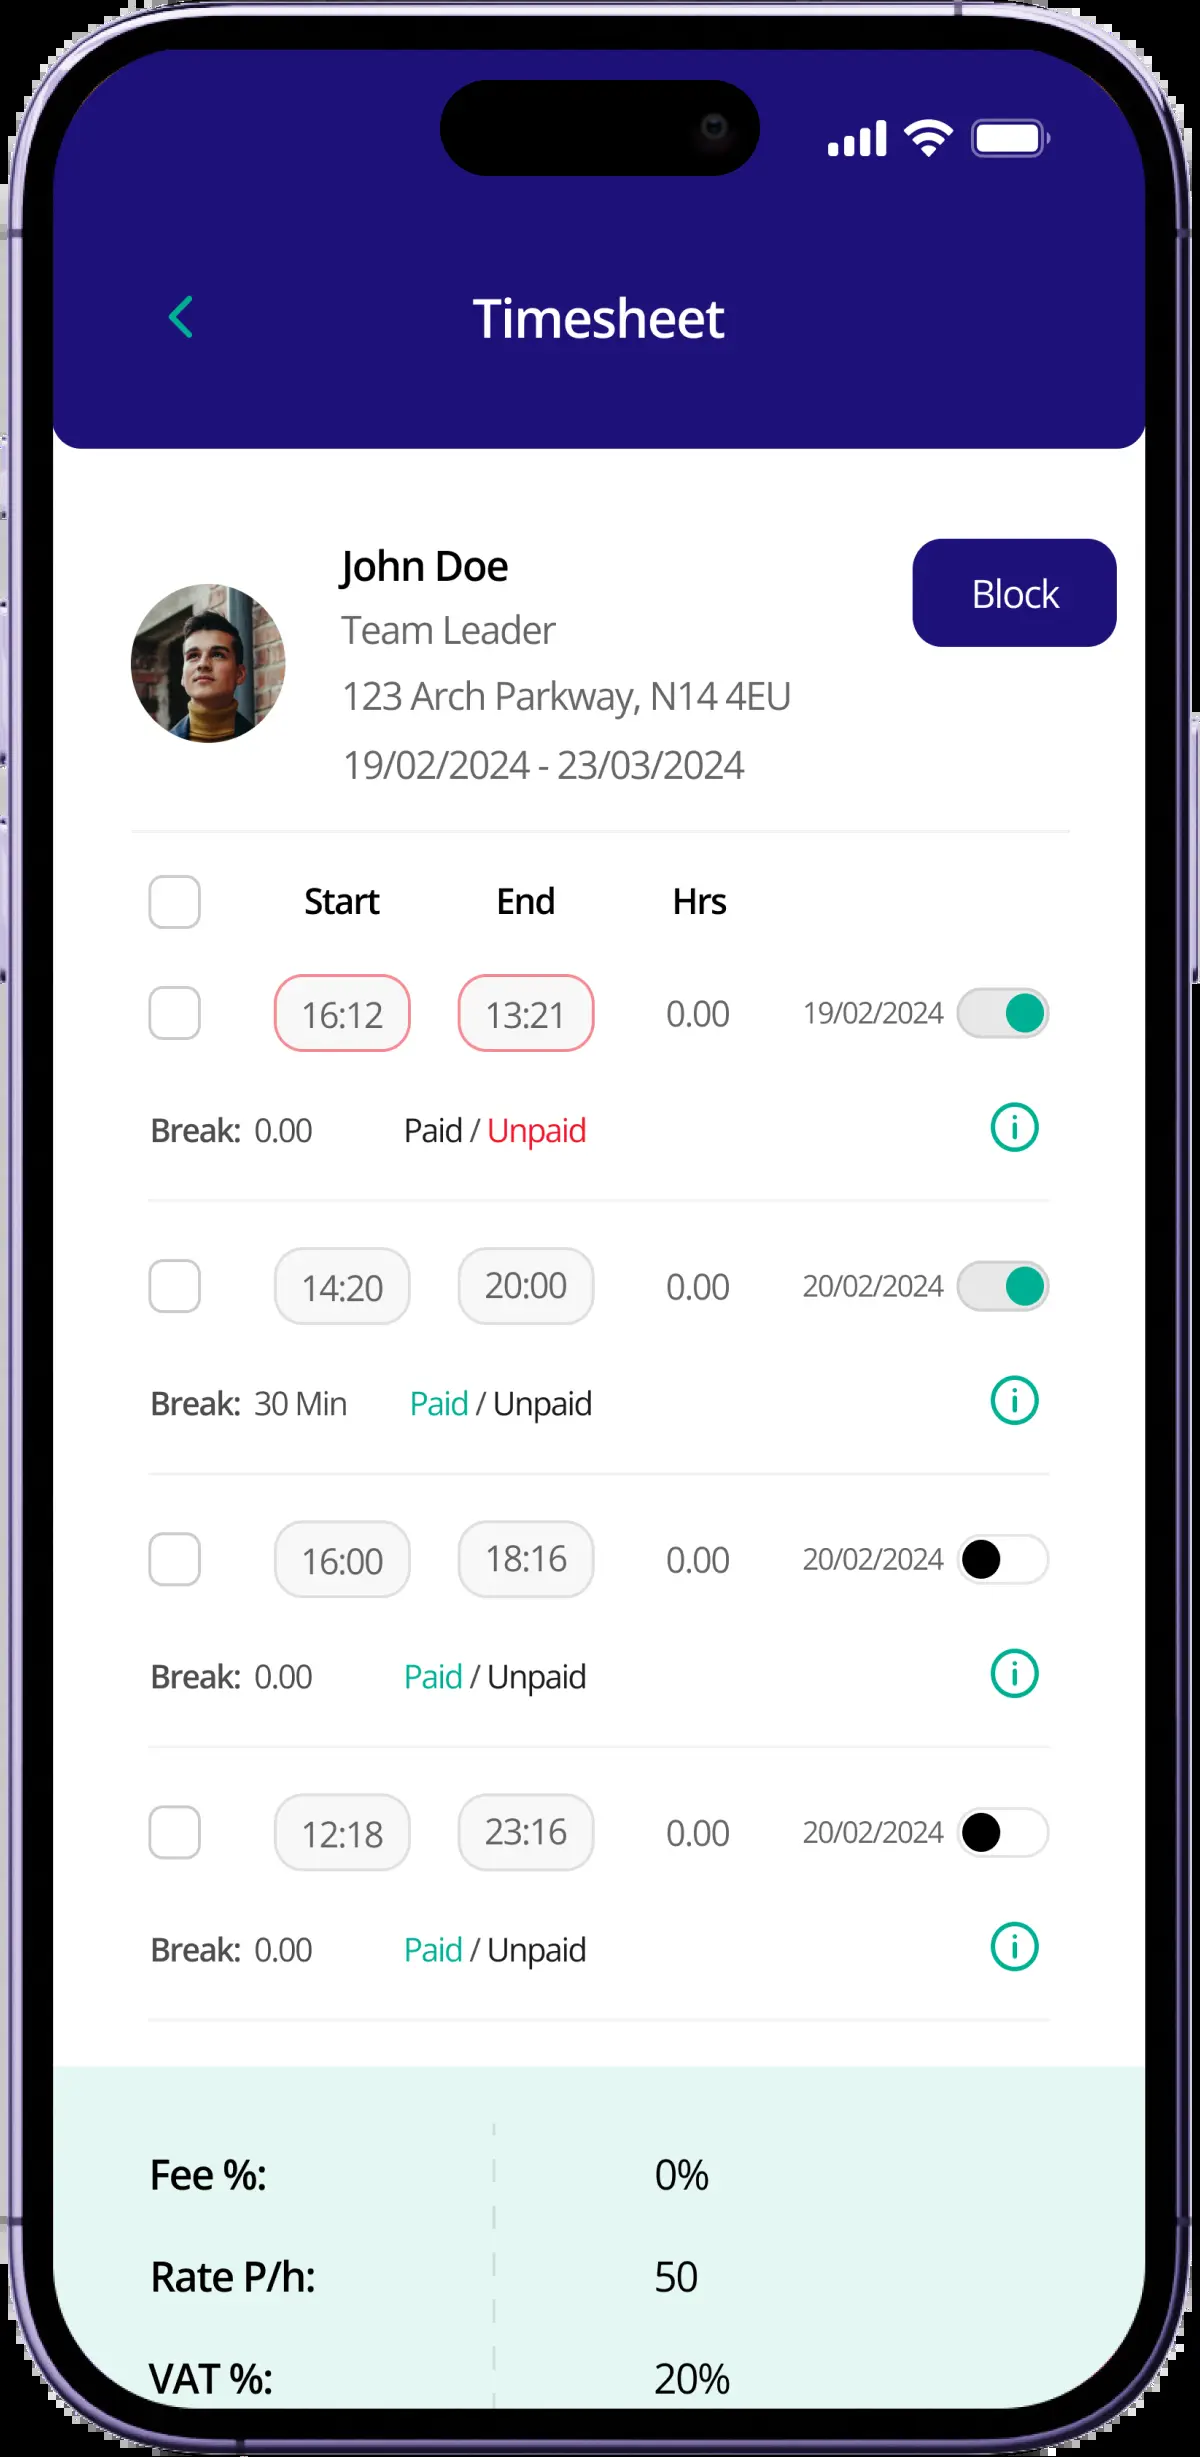 Timesheet
John Doe
Block
Team Leader
123 Arch Parkway, N14 4EU
19/02/2024 - 23/03/2024
Start End Hrs
16:12 13:21 0.00 19/02/2024
Break: 0.00 Paid / Unpaid
14:20 20:00 0.00 20/02/2024
Break: 30 Min Paid / Unpaid
16:00 18:16 0.00 20/02/2024
Break: 0.00 Paid / Unpaid
12:18 23:16 0.00 20/02/2024
Break: 0.00 Paid / Unpaid
Fee %: 0%
Rate P/h: 50
VAT %: 20%